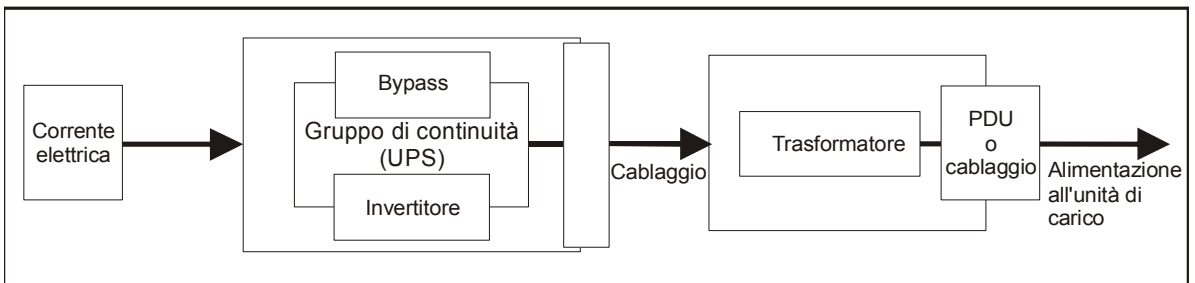 Corrente
elettrica
Bypass
Gruppo di continuità
(UPS)
Invertitore
Cablaggio
Trasformatore
PDU
o
cablaggio
Alimentazione
all'unità di
carico